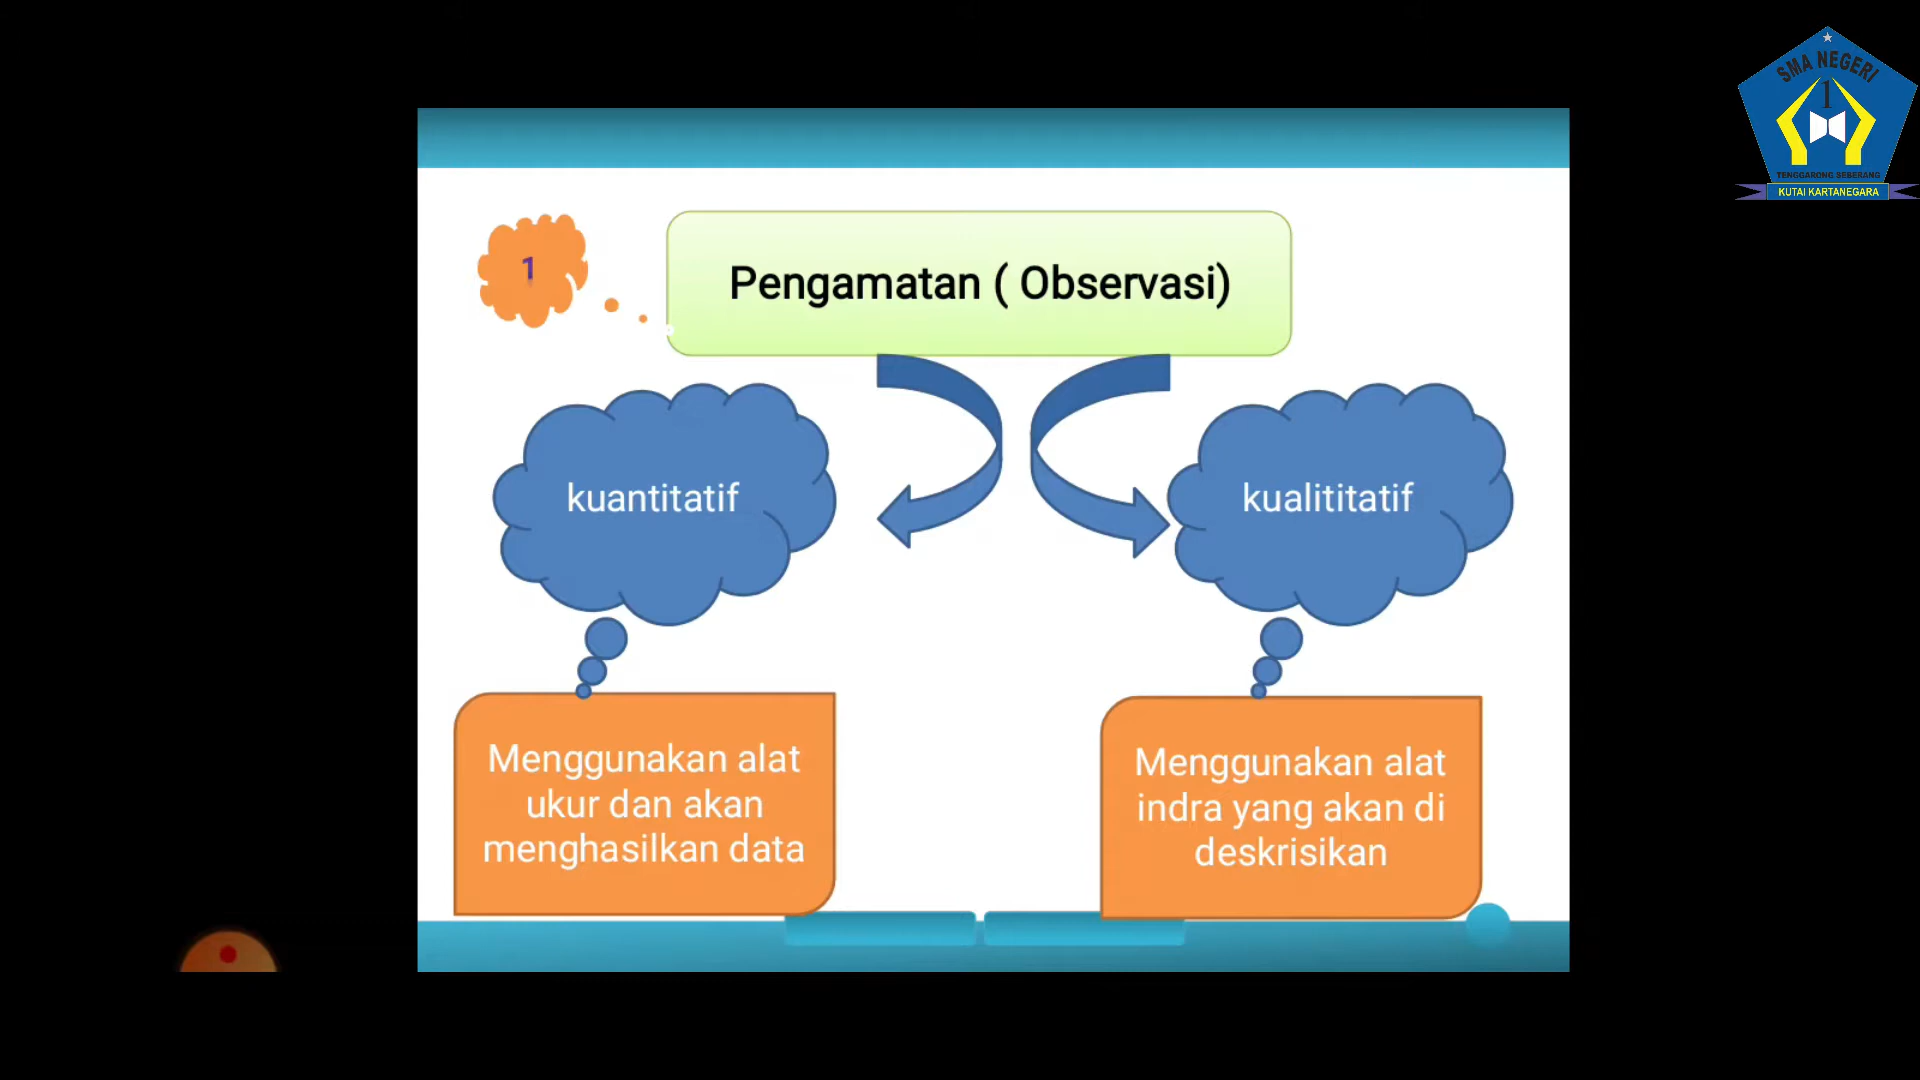 SMA NEGERI
1
TENGGARONG SEBERANG
KUTAI KARTANEGARA
1
Pengamatan ( Observasi)
kuantitatif
kualititatif
Menggunakan alat
ukur dan akan
menghasilkan data
Menggunakan alat
indra yang akan di
deskrisikan